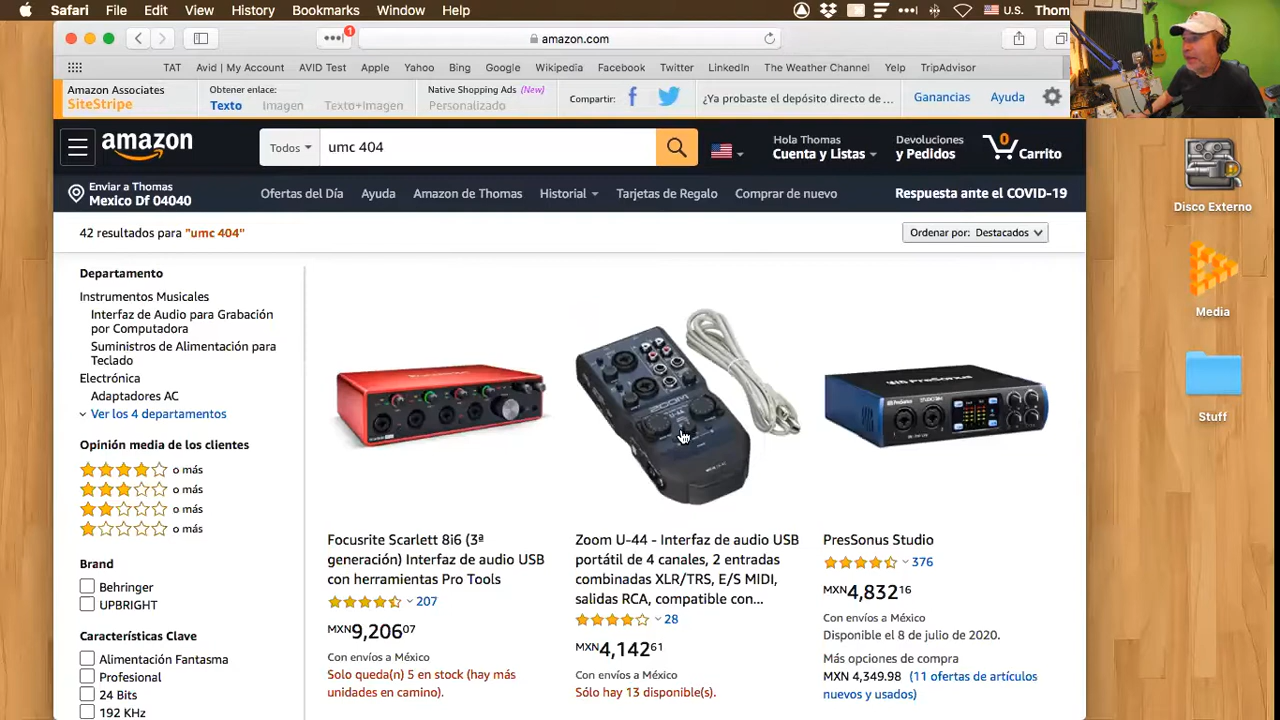 Safari File Edit View History Bookmarks Window Help U.S. Thom
1
amazon.com
TAT Avid | My Account AVID Test Apple Yahoo Bing Google Wikipedia Facebook Twitter LinkedIn The Weather Channel Yelp TripAdvisor
Amazon Associates
SiteStripe
Obtener enlace:
Texto Imagen Texto+Imagen
Native Shopping Ads (New)
Personalizado
Compartir:
¿Ya probaste el depósito directo de ...
Ganancias
Ayuda
amazon
Todos
umc 404
Hola Thomas
Cuenta y Listas
Devoluciones
y Pedidos
0
Carrito
Enviar a Thomas
Mexico Df 04040
Ofertas del Día Ayuda Amazon de Thomas Historial Tarjetas de Regalo Comprar de nuevo
Respuesta ante el COVID-19
42 resultados para "umc 404"
Ordenar por: Destacados
Departamento
Instrumentos Musicales
Interfaz de Audio para Grabación
por Computadora
Suministros de Alimentación para
Teclado
Electrónica
Adaptadores AC
Ver los 4 departamentos
Opinión media de los clientes
o más
o más
o más
o más
Brand
Behringer
UPBRIGHT
Características Clave
Alimentación Fantasma
Profesional
24 Bits
192 KHz
Focusrite Scarlett 8i6 (3ª
generación) Interfaz de audio USB
con herramientas Pro Tools
207
MXN9,20607
Con envíos a México
Solo queda(n) 5 en stock (hay más
unidades en camino).
ZOOM
U-44
Zoom U-44 - Interfaz de audio USB
portátil de 4 canales, 2 entradas
combinadas XLR/TRS, E/S MIDI,
salidas RCA, compatible con...
28
MXN4,14261
Con envíos a México
Sólo hay 13 disponible(s).
PreSonus
PresSonus Studio
376
MXN4,83216
Con envíos a México
Disponible el 8 de julio de 2020.
Más opciones de compra
MXN 4,349.98 (11 ofertas de artículos
nuevos y usados)
Disco Externo
Media
Stuff